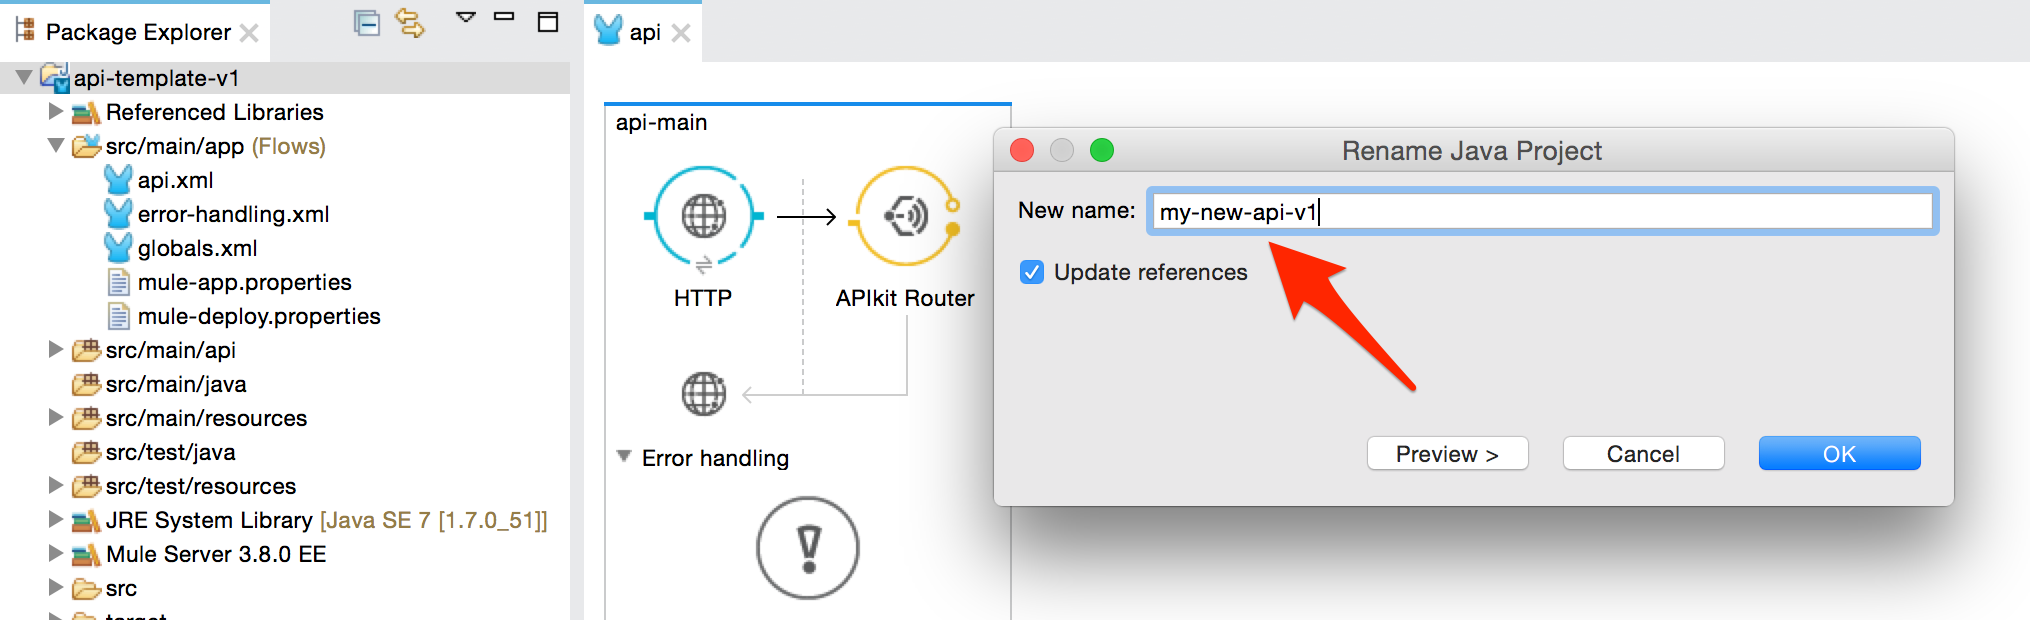 Package Explorer
api-template-v1
Referenced Libraries
src/main/app (Flows)
api.xml
error-handling.xml
globals.xml
mule-app.properties
mule-deploy.properties
src/main/api
src/main/java
src/main/resources
src/test/java
src/test/resources
JRE System Library [Java SE 7 [1.7.0_51]]
Mule Server 3.8.0 EE
src
target
api
api-main
HTTP
APIkit Router
Error handling
Rename Java Project
New name: my-new-api-v1
Update references
Preview >
Cancel
OK